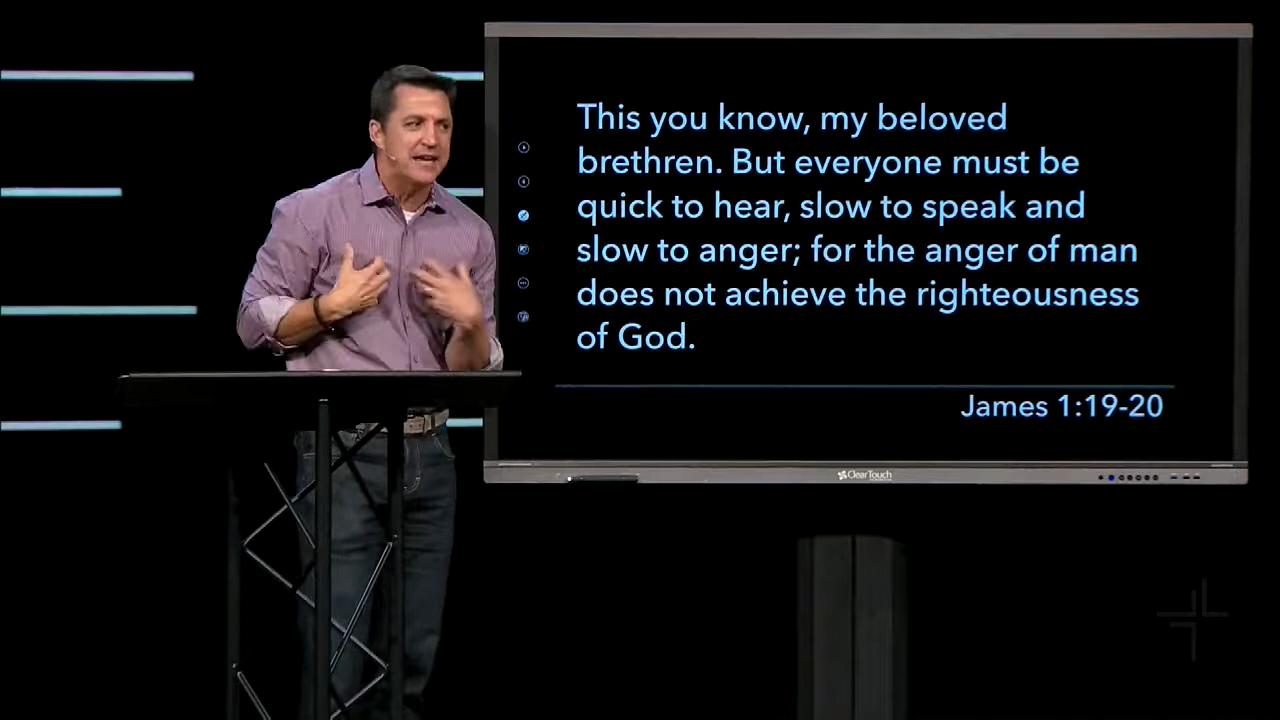 This you know, my beloved
brethren. But everyone must be
quick to hear, slow to speak and
slow to anger; for the anger of man
does not achieve the righteousness
of God.
James 1:19-20
ClearTouch